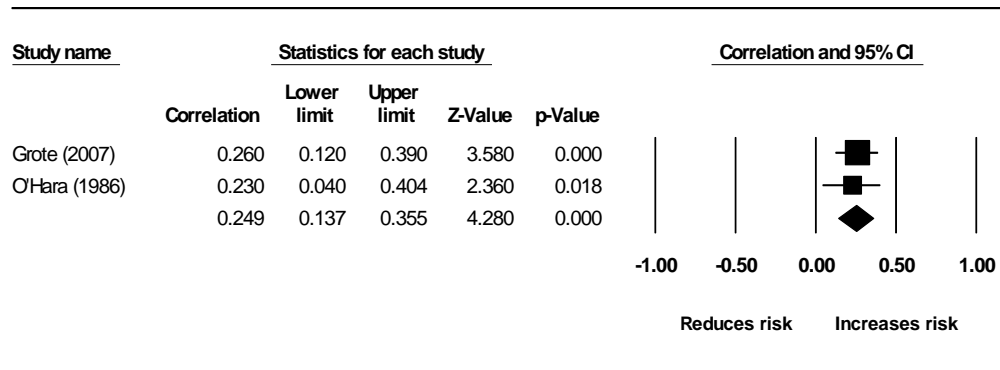 Study name Statistics for each study Correlation and 95% CI
Lower Upper
Correlation limit limit Z-Value p-Value
Grote (2007) 0.260 0.120 0.390 3.580 0.000
O'Hara (1986) 0.230 0.040 0.404 2.360 0.018
0.249 0.137 0.355 4.280 0.000
-1.00 -0.50 0.00 0.50 1.00
Reduces risk Increases risk